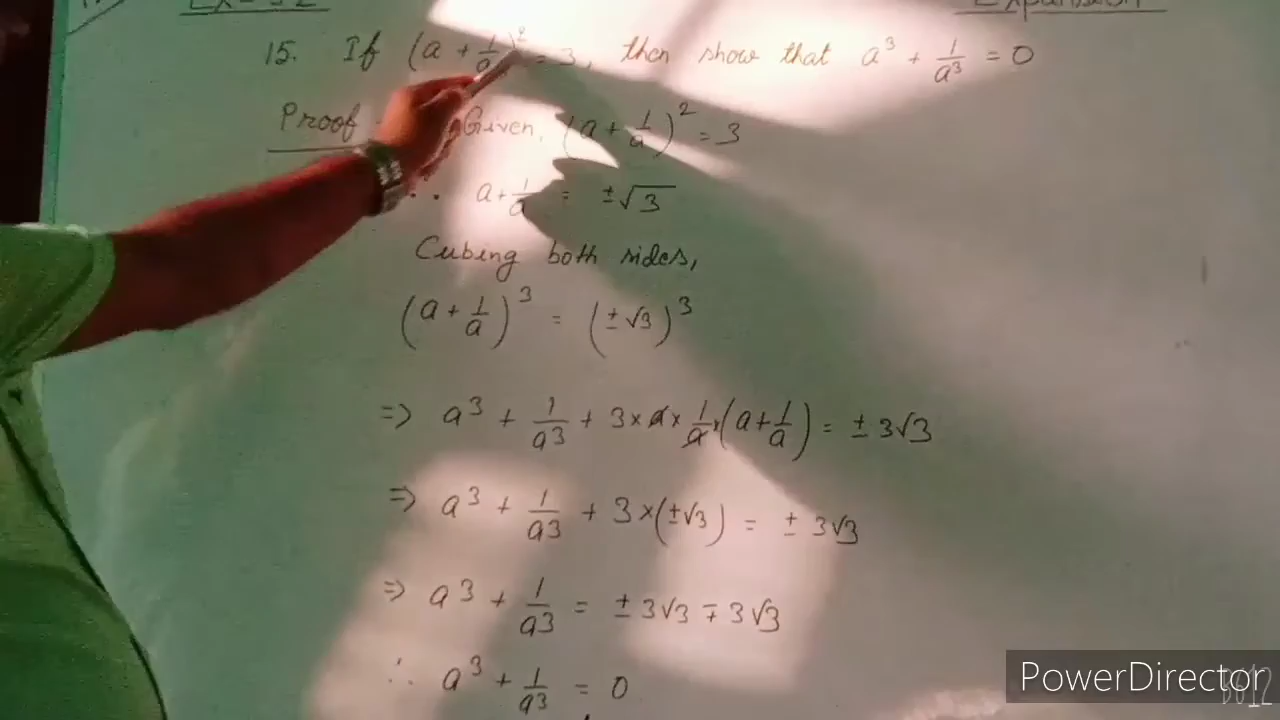 Expansion
15. If (a + 1/a)² = 3, then show that a³ + 1/a³ = 0
Proof Given, (a + 1/a)² = 3
∴ a + 1/a = ±√3
Cubing both sides,
(a + 1/a)³ = (±√3)³
=> a³ + 1/a³ + 3 × a × 1/a × (a + 1/a) = ± 3√3
=> a³ + 1/a³ + 3 × (±√3) = ± 3√3
=> a³ + 1/a³ = ± 3√3 ∓ 3√3
∴ a³ + 1/a³ = 0
PowerDirector